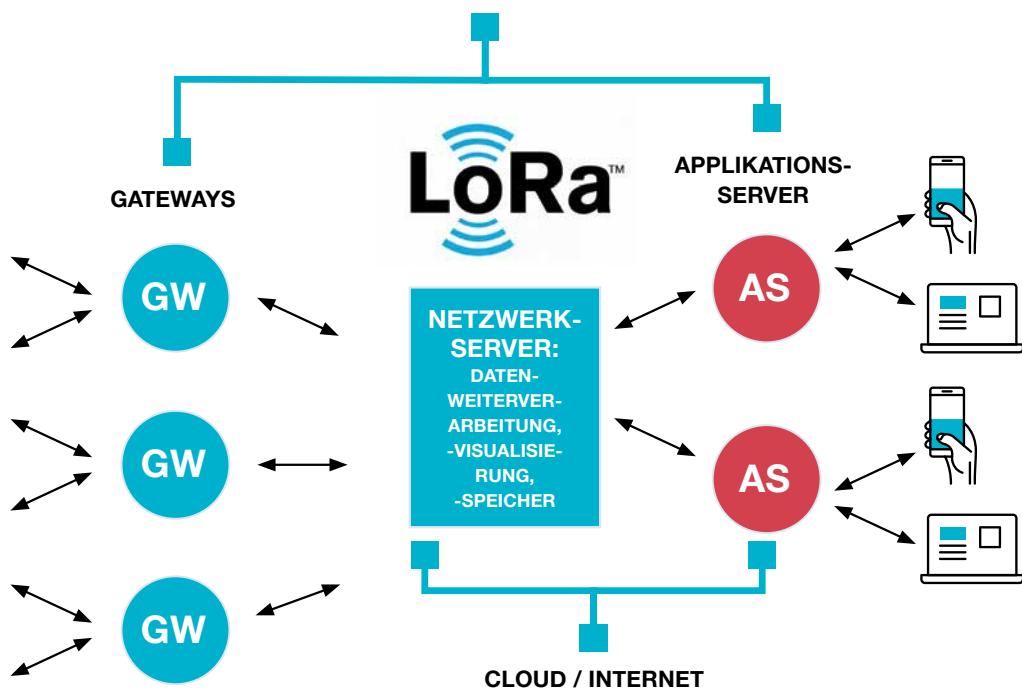 LoRa™
GATEWAYS
APPLIKATIONS-
SERVER
GW
GW
GW
NETZWERK-
SERVER:
DATEN-
WEITERVER-
ARBEITUNG,
-VISUALISIE-
RUNG,
-SPEICHER
AS
AS
CLOUD / INTERNET